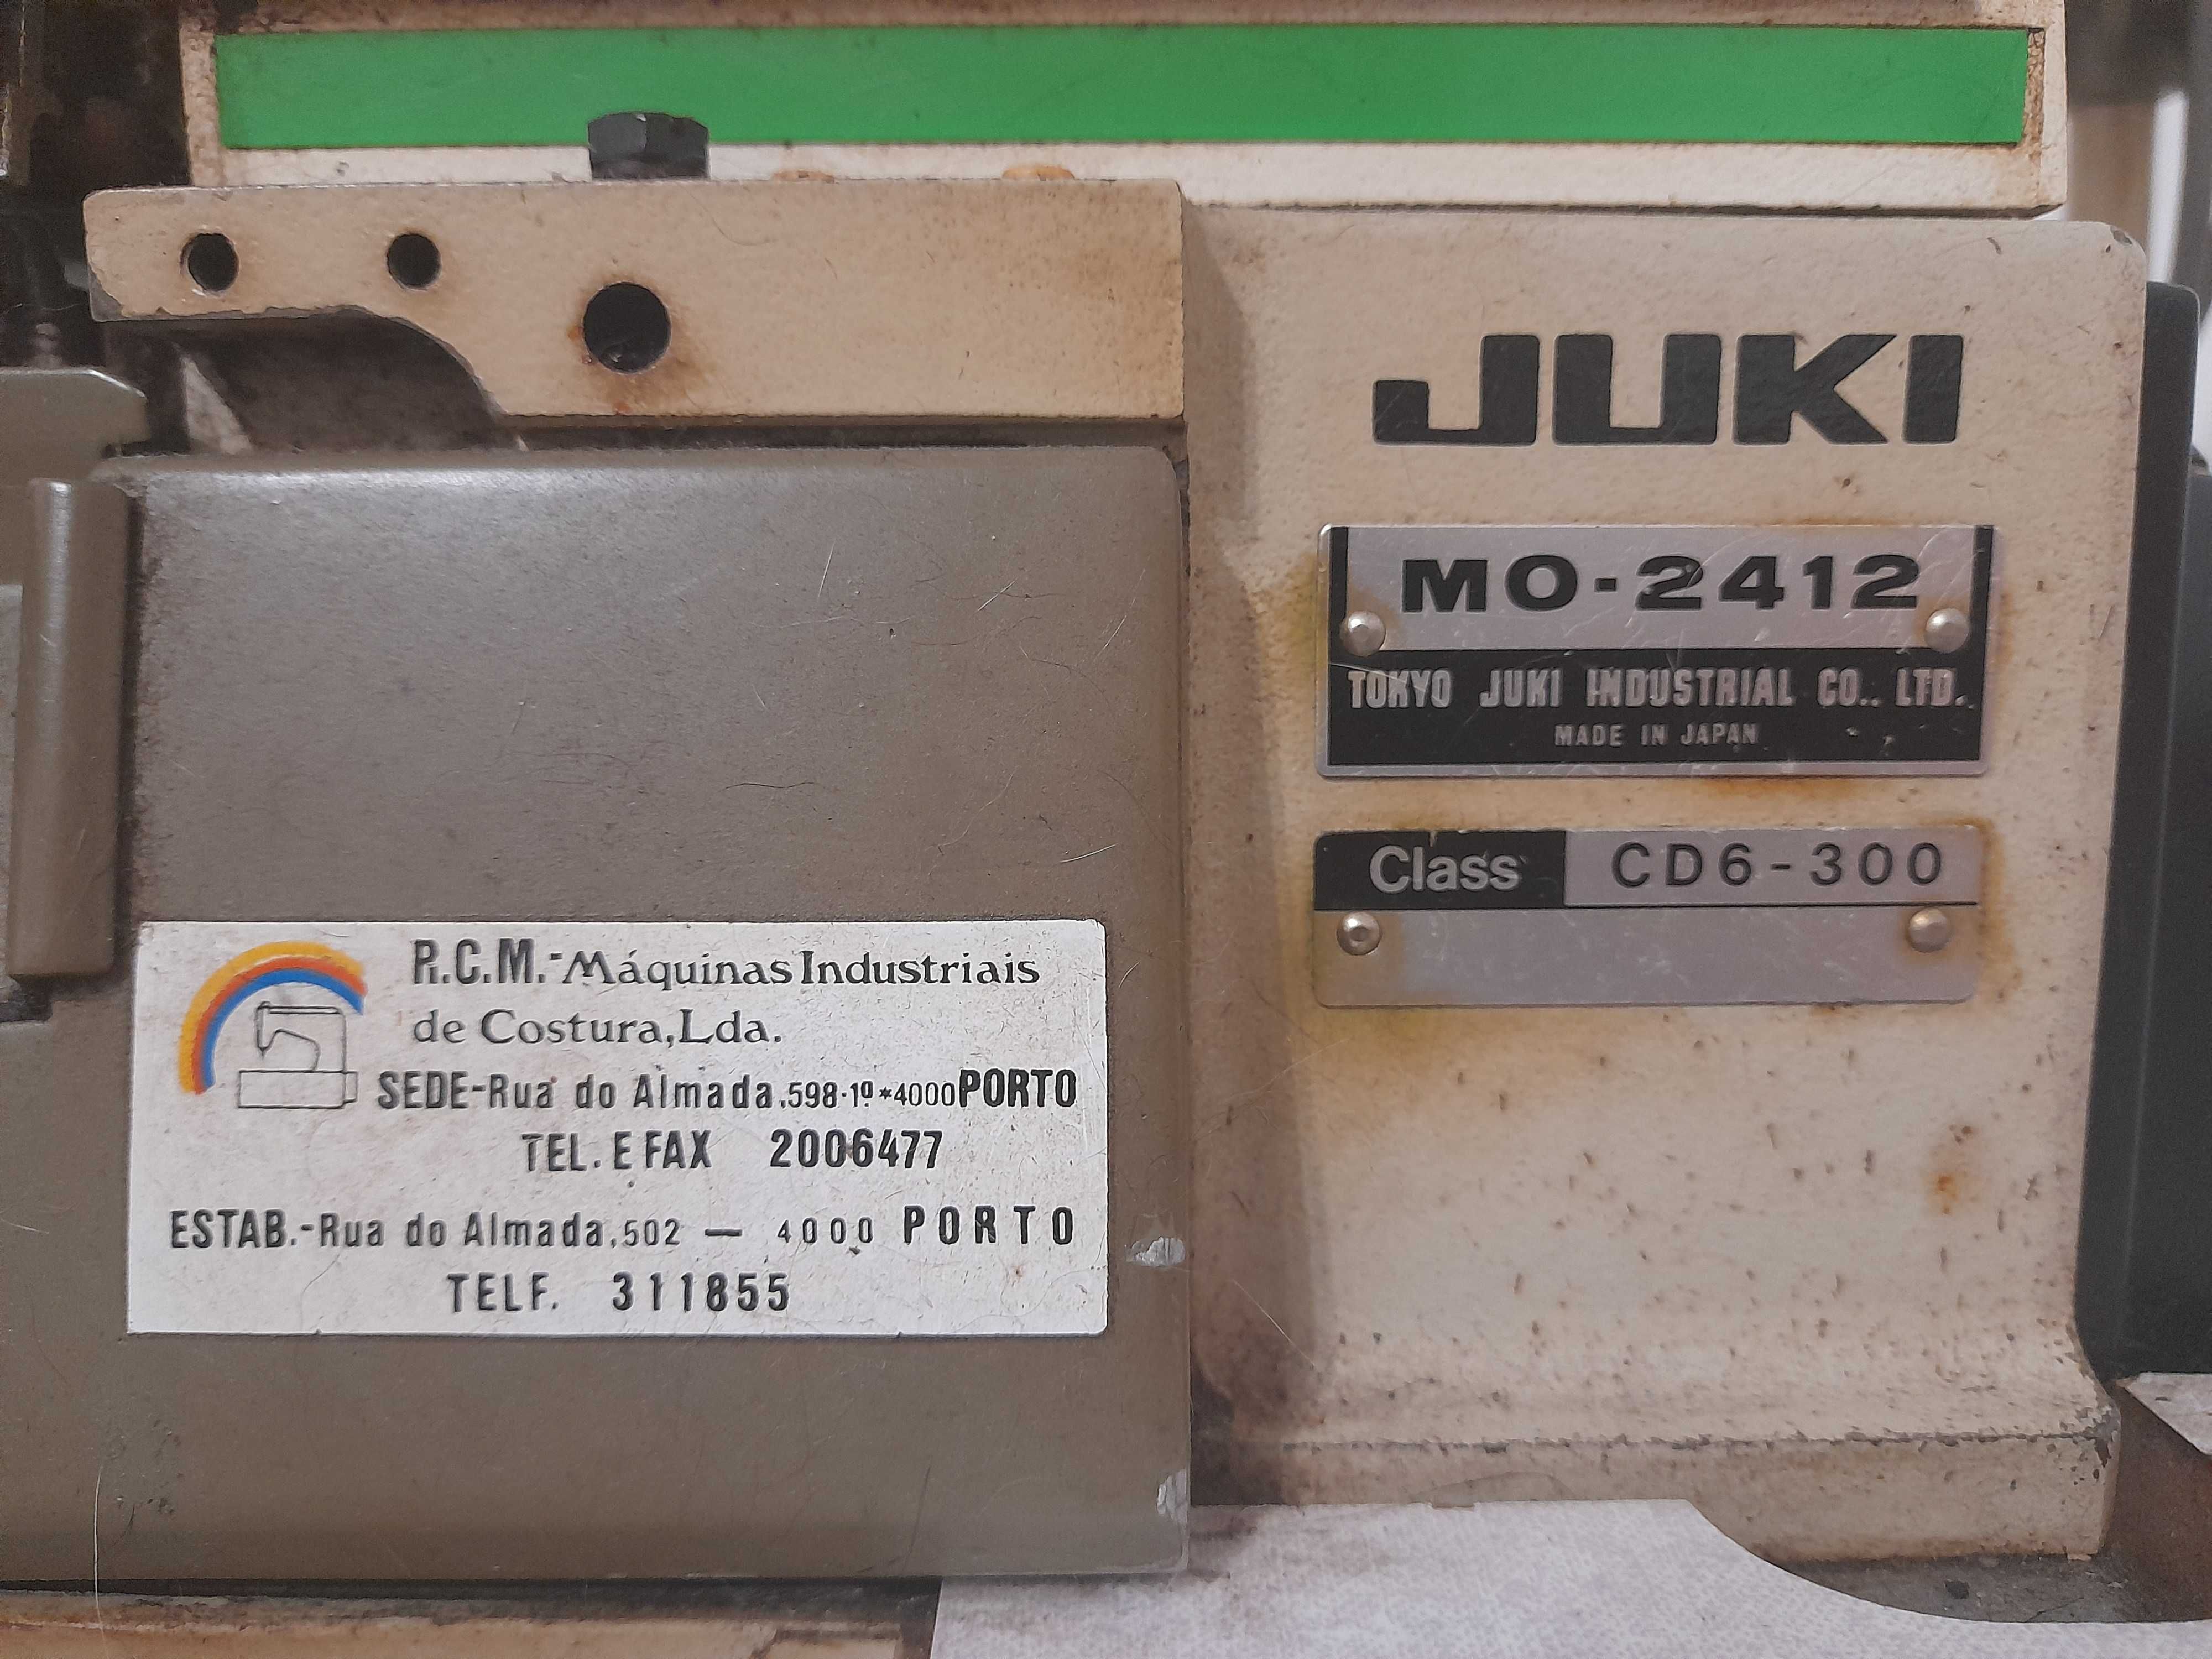 JUKI
MO-2412
TOKYO JUKI INDUSTRIAL CO., LTD.
MADE IN JAPAN
Class CD6-300
R.C.M.-Máquinas Industriais
de Costura,Lda.
SEDE-Rua do Almada,598-1º*4000PORTO
TEL. E FAX 2006477
ESTAB.-Rua do Almada,502 — 4000 PORTO
TELF. 311855